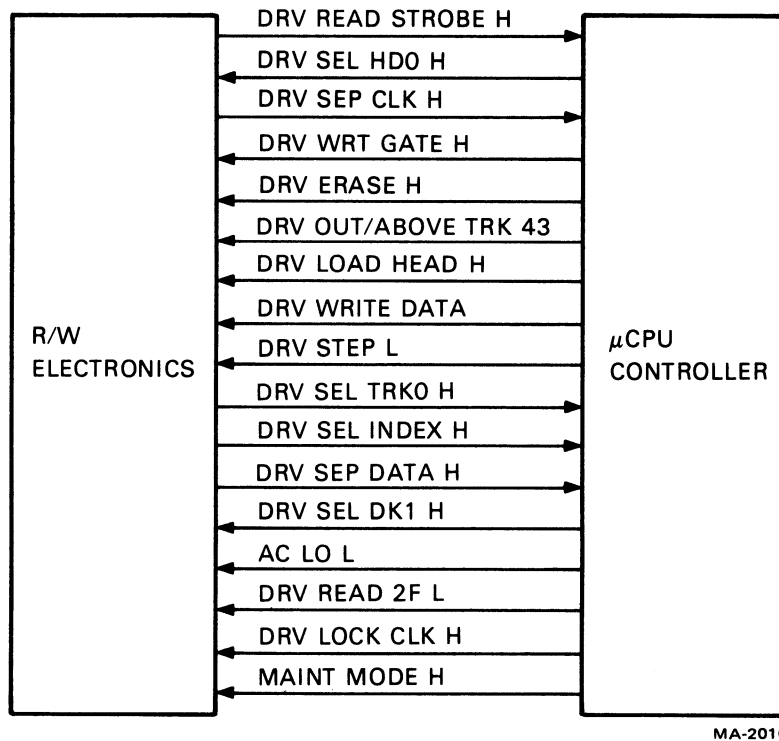 DRV READ STROBE H
DRV SEL HD0 H
DRV SEP CLK H
DRV WRT GATE H
DRV ERASE H
DRV OUT/ABOVE TRK 43
DRV LOAD HEAD H
DRV WRITE DATA
R/W
ELECTRONICS
μCPU
CONTROLLER
DRV STEP L
DRV SEL TRK0 H
DRV SEL INDEX H
DRV SEP DATA H
DRV SEL DK1 H
AC LO L
DRV READ 2F L
DRV LOCK CLK H
MAINT MODE H